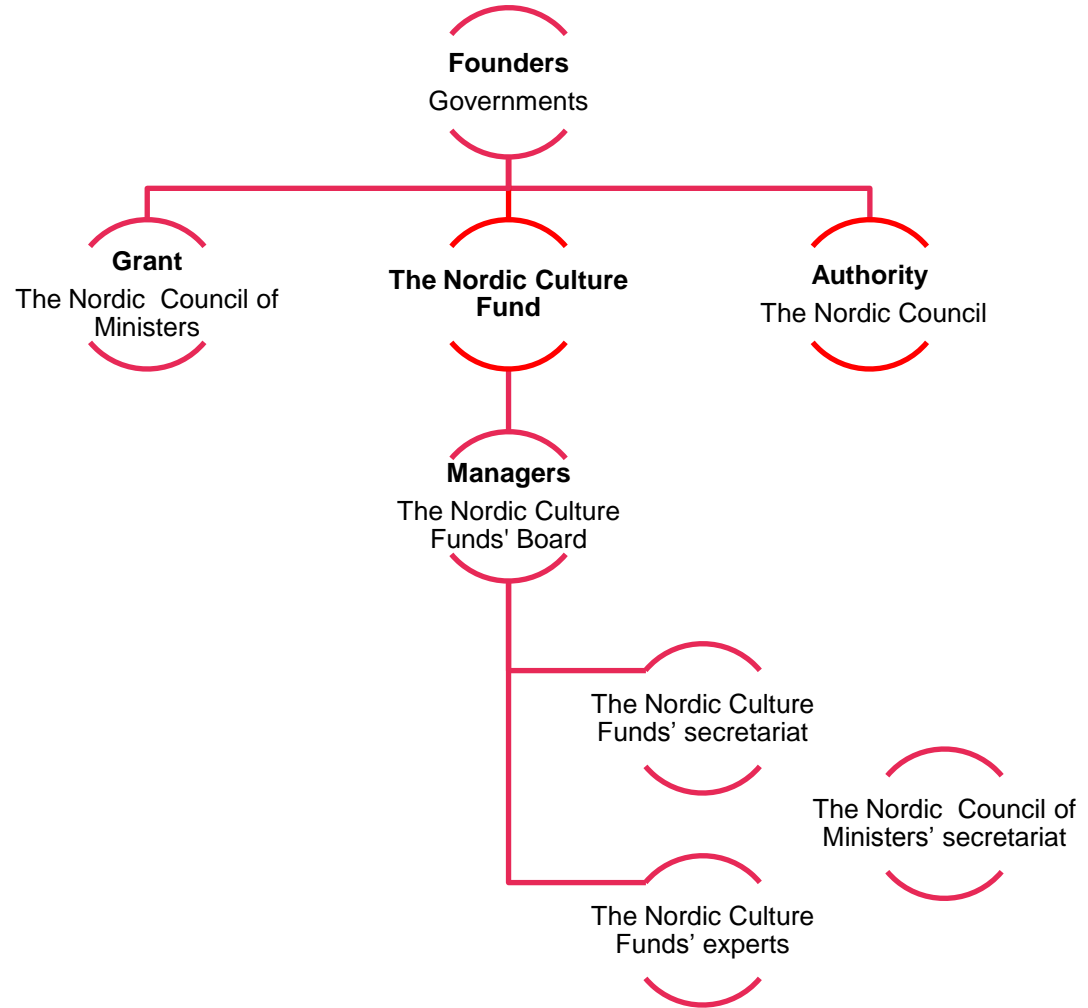 Founders
Governments
Grant
The Nordic  Council of
Ministers
The Nordic Culture
Fund
Authority
The Nordic Council
Managers
The Nordic Culture
Funds' Board
The Nordic Culture
Funds’ secretariat
The Nordic  Council of
Ministers’ secretariat
The Nordic Culture
Funds’ experts